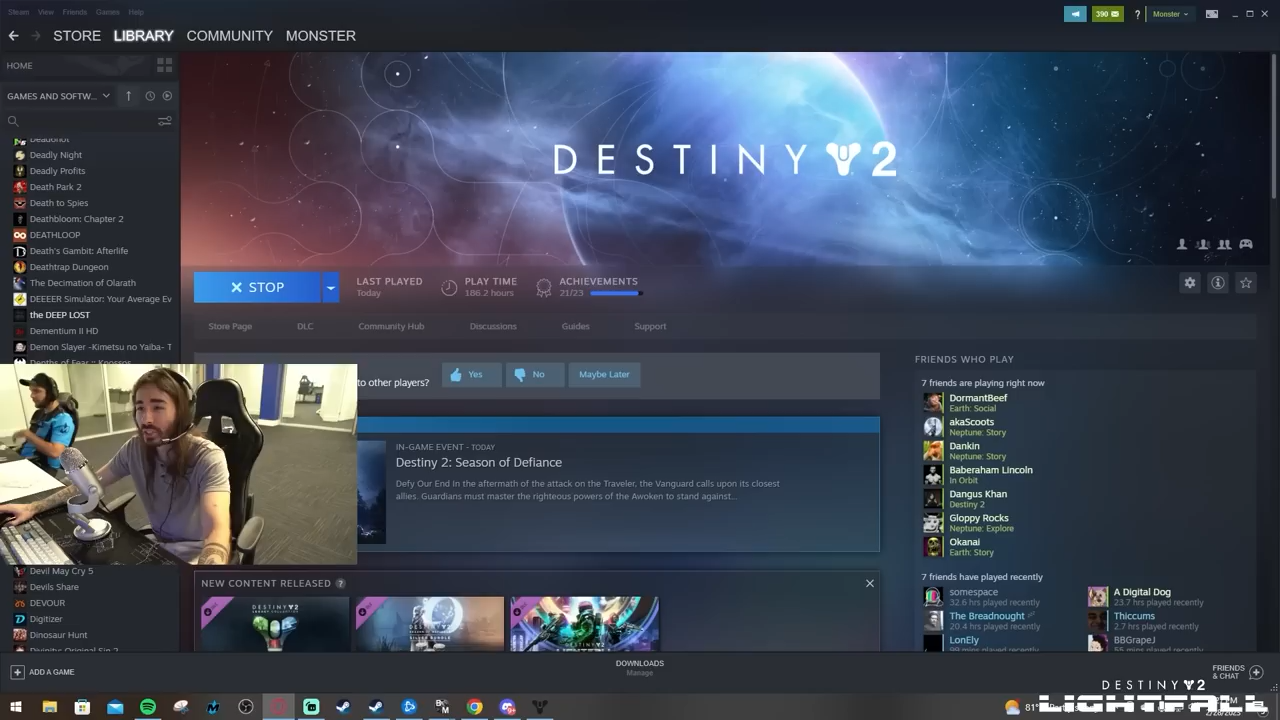 Steam View Friends Games Help
390
?
Monster
STORE LIBRARY COMMUNITY MONSTER
HOME
GAMES AND SOFTW...
Deadly Night
Deadly Profits
Death Park 2
Death to Spies
Deathbloom: Chapter 2
DEATHLOOP
Death's Gambit: Afterlife
Deathtrap Dungeon
The Decimation of Olarath
DEEEER Simulator: Your Average Ev
the DEEP LOST
Dementium II HD
Demon Slayer -Kimetsu no Yaiba- T
Depths of Fear :: Knossos
Devil May Cry 5
Devils Share
DEVOUR
Digitizer
Dinosaur Hunt
Divinity: Original Sin 2
DESTINY 2
STOP
LAST PLAYED
Today
PLAY TIME
186.2 hours
ACHIEVEMENTS
21/23
Store Page DLC Community Hub Discussions Guides Support
to other players?
Yes
No
Maybe Later
IN-GAME EVENT - TODAY
Destiny 2: Season of Defiance
Defy Our End In the aftermath of the attack on the Traveler, the Vanguard calls upon its closest
allies. Guardians must master the righteous powers of the Awoken to stand against...
NEW CONTENT RELEASED ?
DESTINY 2
FRIENDS WHO PLAY
7 friends are playing right now
DormantBeef
Earth: Social
akaScoots
Neptune: Story
Dankin
Neptune: Story
Baberaham Lincoln
In Orbit
Dangus Khan
Destiny 2
Gloppy Rocks
Neptune: Explore
Okanai
Earth: Story
7 friends have played recently
somespace
32.6 hrs played recently
A Digital Dog
23.7 hrs played recently
The Breadnought
20.4 hrs played recently
Thiccums
2.7 hrs played recently
LonEly
BBGrapeJ
ADD A GAME
DOWNLOADS
Manage
FRIENDS
& CHAT
DESTINY 2
LIGHTFALL
81°
2/28/2023